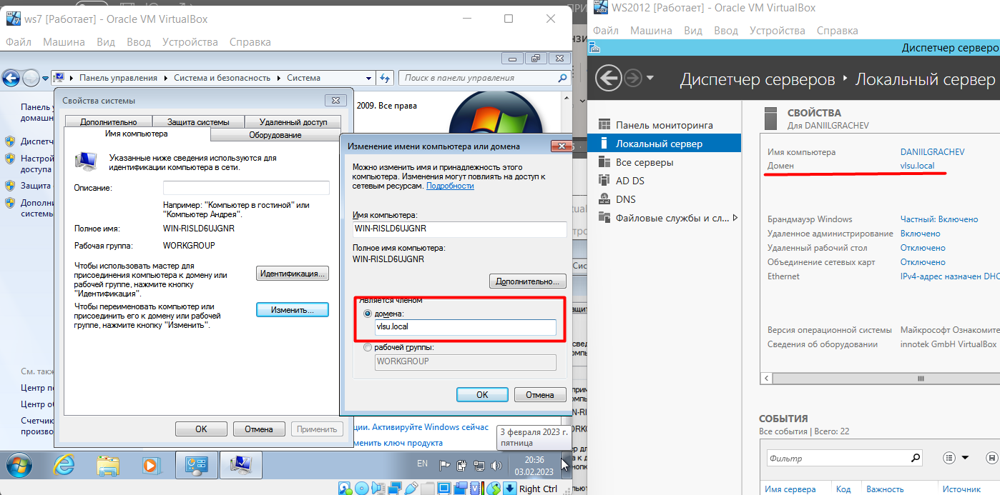 ws7 [Работает] - Oracle VM VirtualBox
Файл Машина Вид Ввод Устройства Справка
Панель управления Система и безопасность Система
Поиск в панели управления
Панель
домашн
Диспетч
Настрой
доступа
Защита
Дополни
системы
См. такж
Центр
Центр
Счетчик
произво
2009. Все права
Свойства системы
Дополнительно Защита системы Удаленный доступ
Имя компьютера Оборудование
Указанные ниже сведения используются для
идентификации компьютера в сети.
Описание:
Например: "Компьютер в гостиной" или
"Компьютер Андрея".
Полное имя: WIN-RISLD6UJGNR
Рабочая группа: WORKGROUP
Чтобы использовать мастер для
присоединения компьютера к домену или
рабочей группе, нажмите кнопку
"Идентификация".
Идентификация...
Чтобы переименовать компьютер или
присоединить его к домену или рабочей
группе, нажмите кнопку "Изменить".
Изменить...
OK Отмена Применить
Изменение имени компьютера или домена
Можно изменить имя и принадлежность этого
компьютера. Изменения могут повлиять на доступ к
сетевым ресурсам. Подробности
Имя компьютера:
WIN-RISLD6UJGNR
Полное имя компьютера:
WIN-RISLD6UJGNR
Дополнительно...
Является членом
домена:
vlsu.local
рабочей группы:
WORKGROUP
OK Отмена
ции. Активируйте Windows сейчас
менить ключ продукта
3 февраля 2023 г.
пятница
EN
20:36
03.02.2023
Right Ctrl
WS2012 [Работает] - Oracle VM VirtualBox
Файл Машина Вид Ввод Устройства Справка
Диспетчер серверо
Диспетчер серверов Локальный сервер
Панель мониторинга
Локальный сервер
Все серверы
AD DS
DNS
Файловые службы и сл...
СВОЙСТВА
Для DANIILGRACHEV
Имя компьютера DANIILGRACHEV
Домен vlsu.local
Брандмауэр Windows Частный: Включено
Удаленное администрирование Включено
Удаленный рабочий стол Отключено
Объединение сетевых карт Отключено
Ethernet IPv4-адрес назначен DHC
Версия операционной системы Майкрософт Ознакомите
Сведения об оборудовании innotek GmbH VirtualBox
СОБЫТИЯ
Все события | Всего: 22
Фильтр
Имя сервера Код Важность Источник